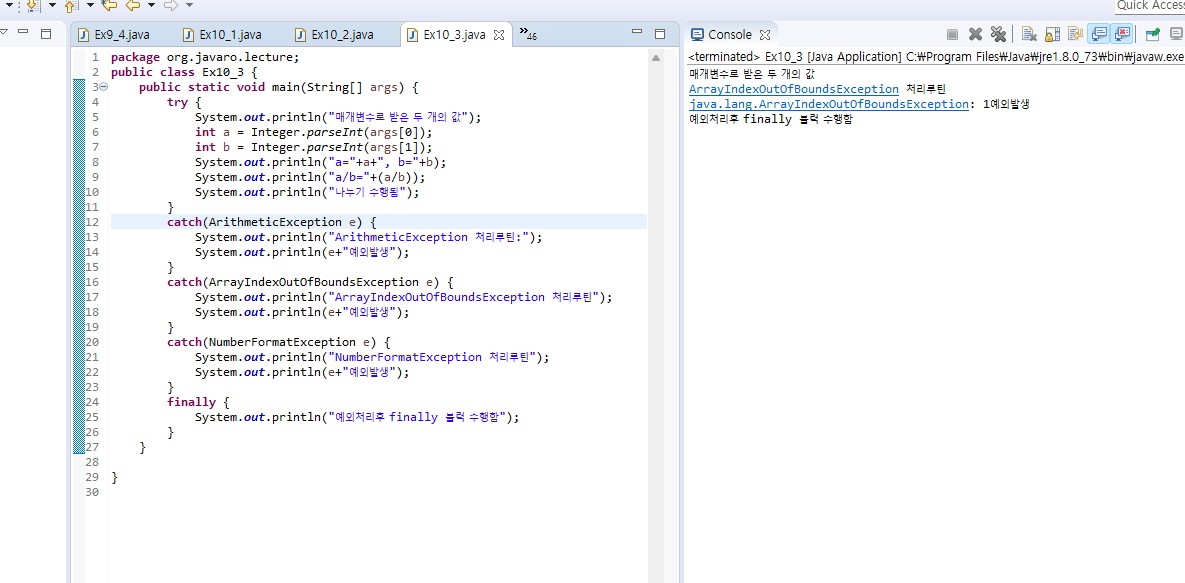 Quick Access
Ex9_4.java
Ex10_1.java
Ex10_2.java
Ex10_3.java
»46
1 package org.javaro.lecture;
2 public class Ex10_3 {
3 public static void main(String[] args) {
4 try {
5 System.out.println("매개변수로 받은 두 개의 값");
6 int a = Integer.parseInt(args[0]);
7 int b = Integer.parseInt(args[1]);
8 System.out.println("a="+a+", b="+b);
9 System.out.println("a/b="+(a/b));
10 System.out.println("나누기 수행됨");
11 }
12 catch(ArithmeticException e) {
13 System.out.println("ArithmeticException 처리루틴:");
14 System.out.println(e+"예외발생");
15 }
16 catch(ArrayIndexOutOfBoundsException e) {
17 System.out.println("ArrayIndexOutOfBoundsException 처리루틴");
18 System.out.println(e+"예외발생");
19 }
20 catch(NumberFormatException e) {
21 System.out.println("NumberFormatException 처리루틴");
22 System.out.println(e+"예외발생");
23 }
24 finally {
25 System.out.println("예외처리후 finally 블럭 수행함");
26 }
27 }
28
29 }
30
Console
<terminated> Ex10_3 [Java Application] C:₩Program Files₩Java₩jre1.8.0_73₩bin₩javaw.exe
매개변수로 받은 두 개의 값
ArrayIndexOutOfBoundsException 처리루틴
java.lang.ArrayIndexOutOfBoundsException: 1예외발생
예외처리후 finally 블럭 수행함